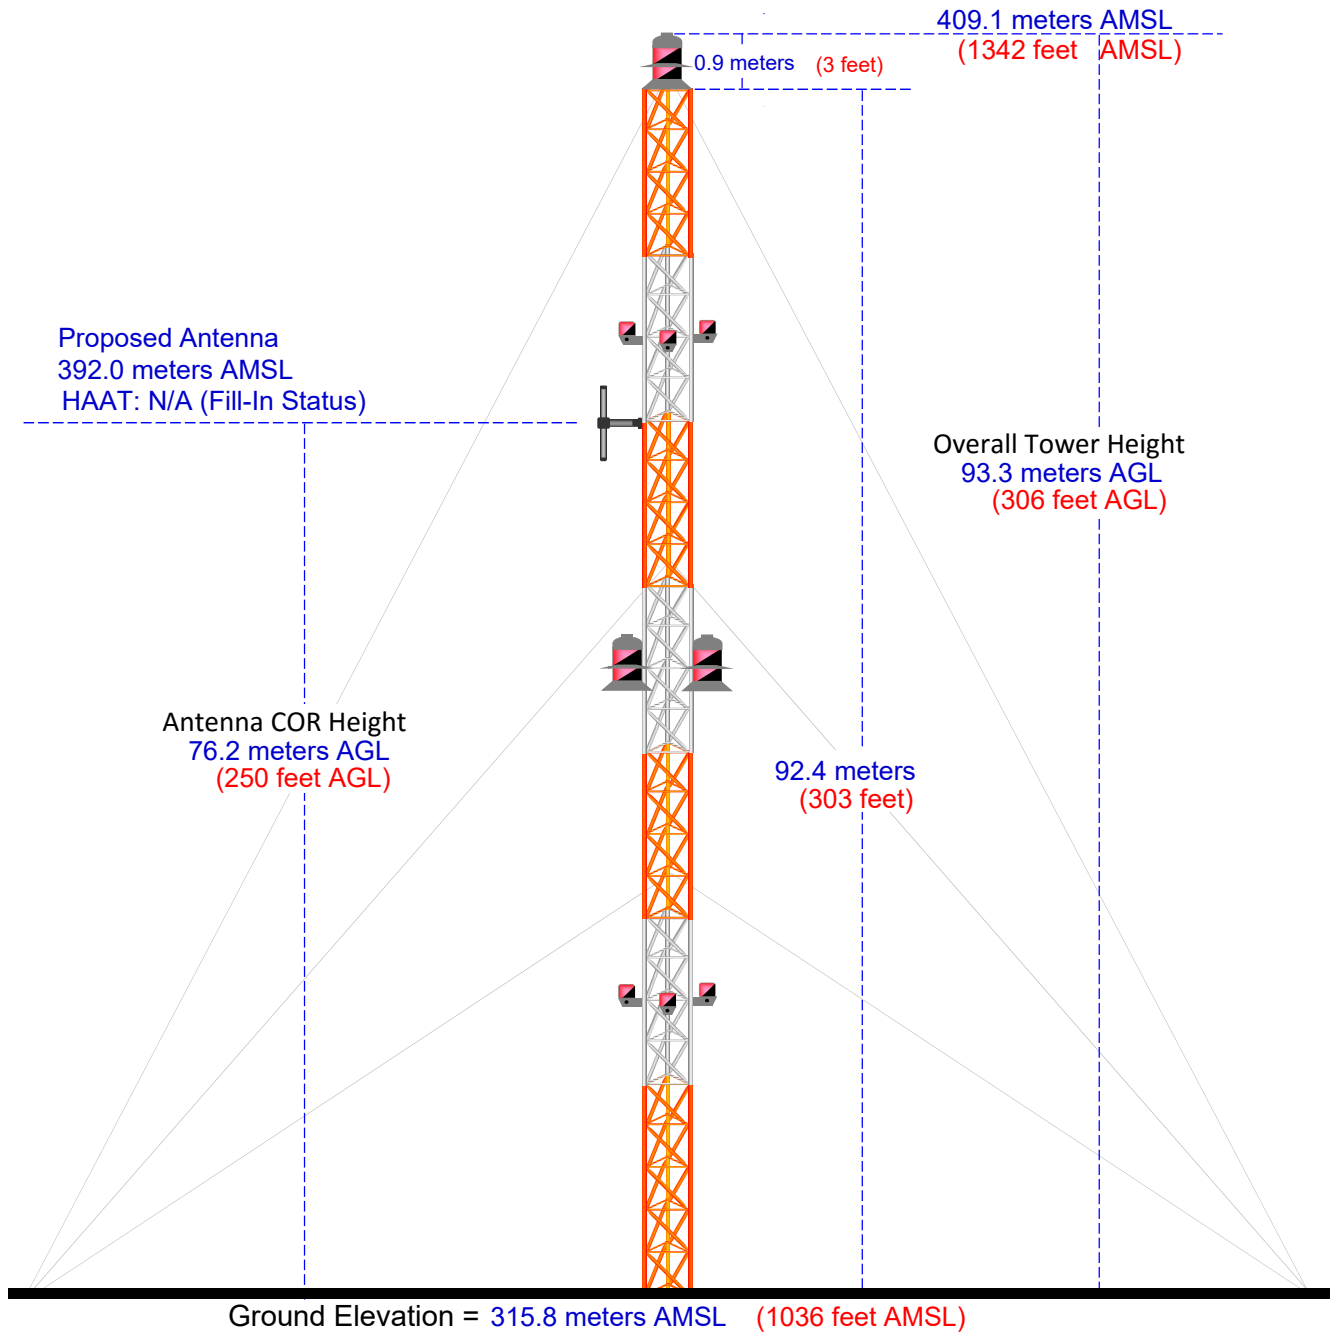 409.1 meters AMSL
(1342 feet AMSL)
0.9 meters (3 feet)
Proposed Antenna
392.0 meters AMSL
HAAT: N/A (Fill-In Status)
Overall Tower Height
93.3 meters AGL
(306 feet AGL)
Antenna COR Height
76.2 meters AGL
(250 feet AGL)
92.4 meters
(303 feet)
Ground Elevation = 315.8 meters AMSL (1036 feet AMSL)